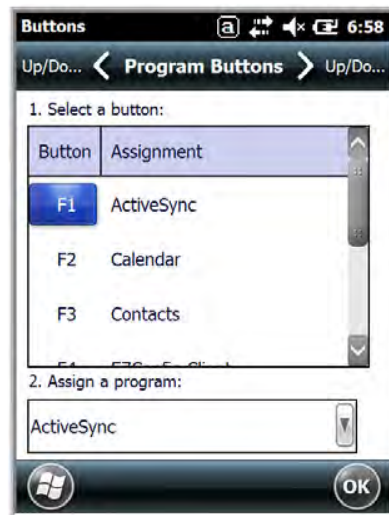 Buttons a 6:58
Up/Do... Program Buttons Up/Do...
1. Select a button:
Button Assignment
F1 ActiveSync
F2 Calendar
F3 Contacts
2. Assign a program:
ActiveSync
OK